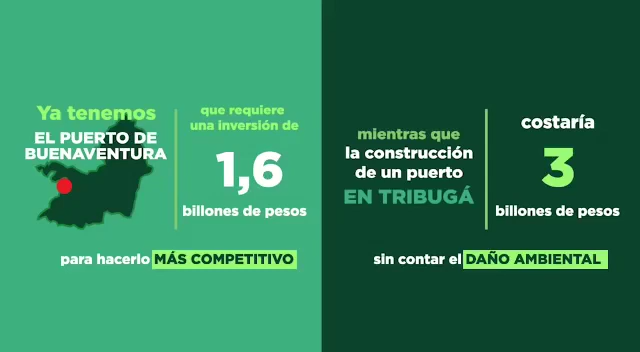 Ya tenemos
EL PUERTO DE
BUENAVENTURA
que requiere
una inversión de
1,6
billones de pesos
para hacerlo MÁS COMPETITIVO
mientras que
la construcción
de un puerto
EN TRIBUGÁ
costaría
3
billones de pesos
sin contar el DAÑO AMBIENTAL